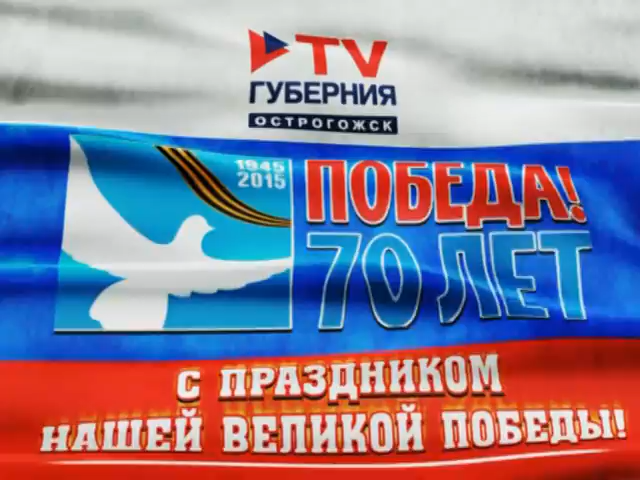 TV
ГУБЕРНИЯ
ОСТРОГОЖСК
1945
2015
ПОБЕДА!
70 ЛЕТ
С ПРАЗДНИКОМ
НАШЕЙ ВЕЛИКОЙ ПОБЕДЫ!